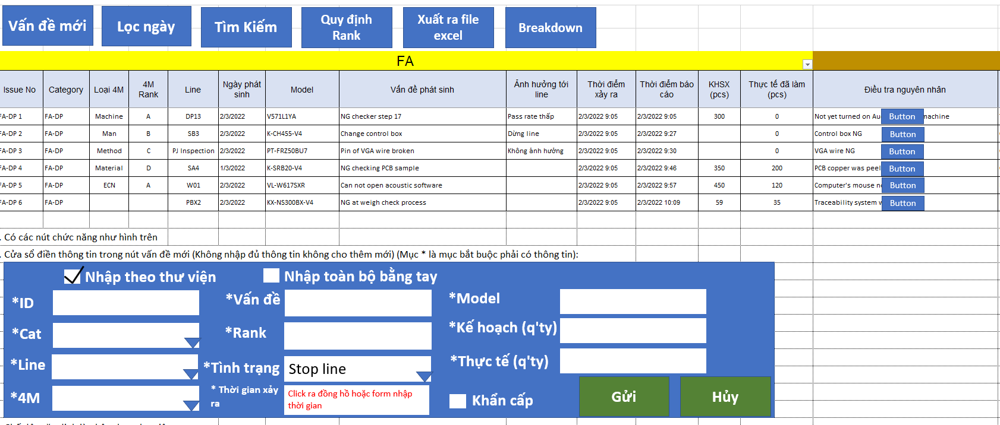 Vấn đề mới
Lọc ngày
Tìm Kiếm
Quy định
Rank
Xuất ra file
excel
Breakdown
FA
Issue No Category Loại 4M 4M Rank Line Ngày phát sinh Model Vấn đề phát sinh Ảnh hưởng tới line Thời điểm xảy ra Thời điểm báo cáo KHSX (pcs) Thực tế đã làm (pcs) Điều tra nguyên nhân
FA-DP 1 FA-DP Machine A DP13 2/3/2022 V571L1YA NG checker step 17 Pass rate thấp 2/3/2022 9:05 2/3/2022 9:05 300 0 Not yet turned on Au Button machine
FA-DP 2 FA-DP Man B SB3 2/3/2022 K-CH455-V4 Change control box Dừng line 2/3/2022 9:05 2/3/2022 9:27 0 Control box NG Button
FA-DP 3 FA-DP Method C PJ Inspection 2/3/2022 PT-FRZ50BU7 Pin of VGA wire broken Không ảnh hưởng 2/3/2022 9:05 2/3/2022 9:30 0 VGA wire NG Button
FA-DP 4 FA-DP Material D SA4 1/3/2022 K-SRB20-V4 NG checking PCB sample 2/3/2022 9:05 2/3/2022 9:46 350 200 PCB copper was peel Button
FA-DP 5 FA-DP ECN A W01 2/3/2022 VL-W617SXR Can not open acoustic software 2/3/2022 9:05 2/3/2022 9:57 450 120 Computer's mouse n Button
FA-DP 6 FA-DP PBX2 2/3/2022 KX-NS300BX-V4 NG at weigh check process 2/3/2022 9:05 2/3/2022 10:09 59 35 Traceability system w Button
. Có các nút chức năng như hình trên
. Cửa sổ điền thông tin trong nút vấn đề mới (Không nhập đủ thông tin không cho thêm mới) (Mục * là mục bắt buộc phải có thông tin):
Nhập theo thư viện
Nhập toàn bộ bằng tay
*ID
*Vấn đề
*Model
*Cat
*Rank
*Kế hoạch (q'ty)
*Line
*Tình trạng
Stop line
*Thực tế (q'ty)
*4M
* Thời gian xảy
ra
Click ra đồng hồ hoặc form nhập
thời gian
Khẩn cấp
Gửi
Hủy